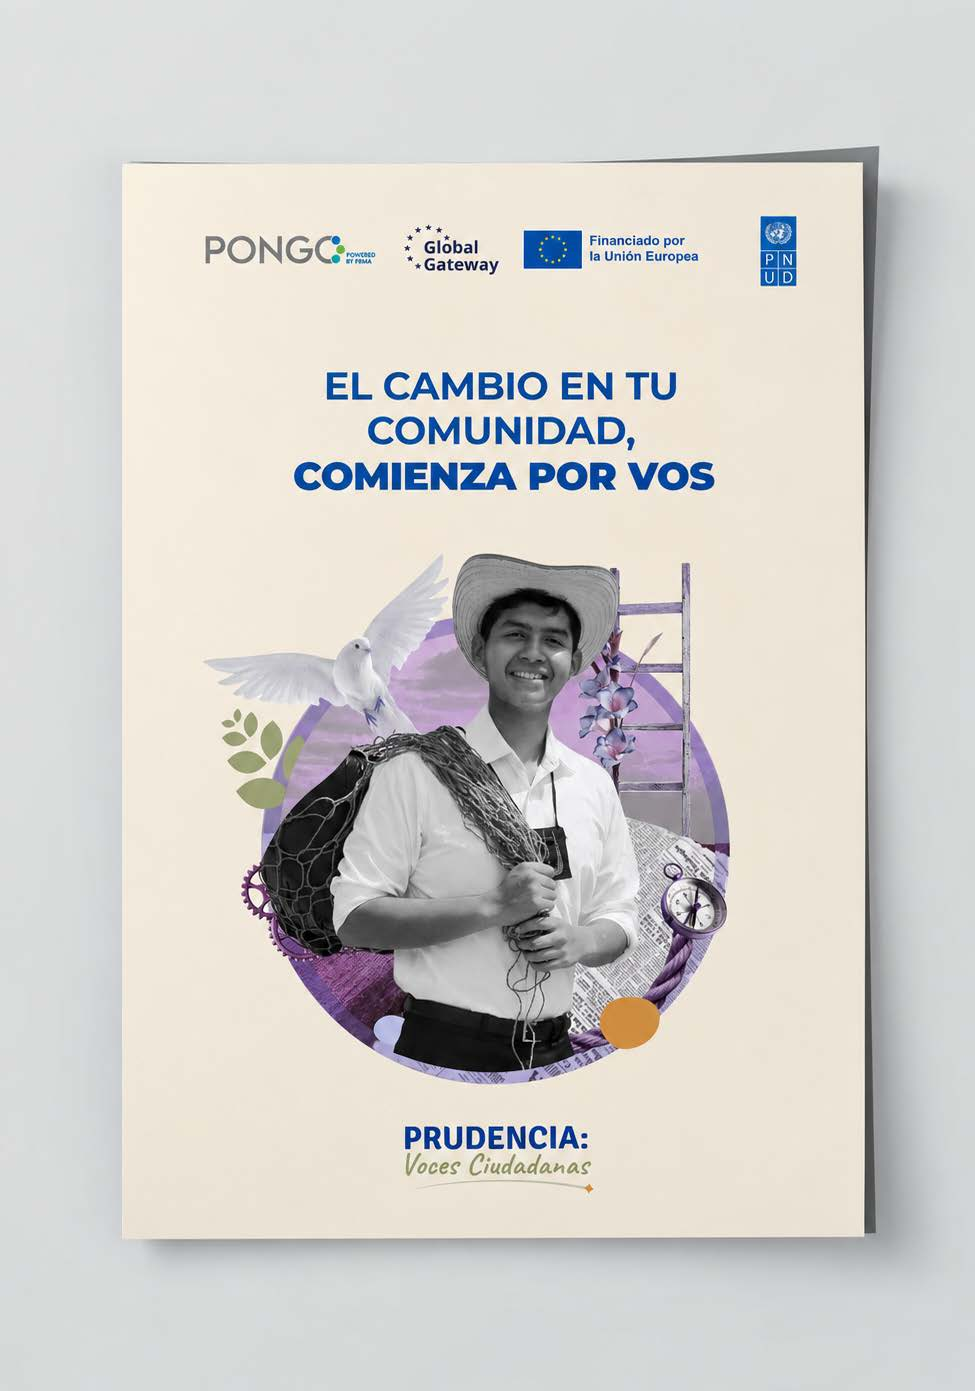 PONGO
POWERED
BY FBMA
Global
Gateway
Financiado por
la Unión Europea
P N
U D
EL CAMBIO EN TU
COMUNIDAD,
COMIENZA POR VOS
PRUDENCIA:
Voces Ciudadanas